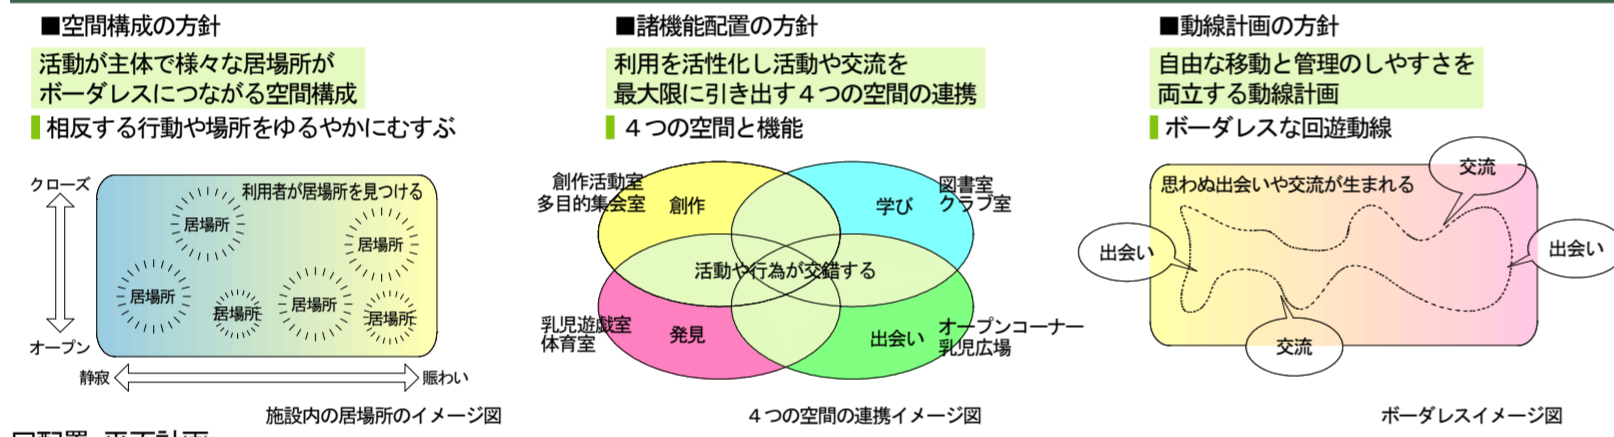 ■空間構成の方針
活動が主体で様々な居場所が
ボーダレスにつながる空間構成
相反する行動や場所をゆるやかにむすぶ
クローズ
利用者が居場所を見つける
居場所
居場所
居場所
居場所
居場所
居場所
オープン
静寂
賑わい
施設内の居場所のイメージ図
■諸機能配置の方針
利用を活性化し活動や交流を
最大限に引き出す４つの空間の連携
４つの空間と機能
創作活動室
多目的集会室
創作
学び
図書室
クラブ室
活動や行為が交錯する
乳児遊戯室
体育室
発見
出会い
オープンコーナー
乳児広場
４つの空間の連携イメージ図
■動線計画の方針
自由な移動と管理のしやすさを
両立する動線計画
ボーダレスな回遊動線
交流
思わぬ出会いや交流が生まれる
出会い
出会い
交流
ボーダレスイメージ図